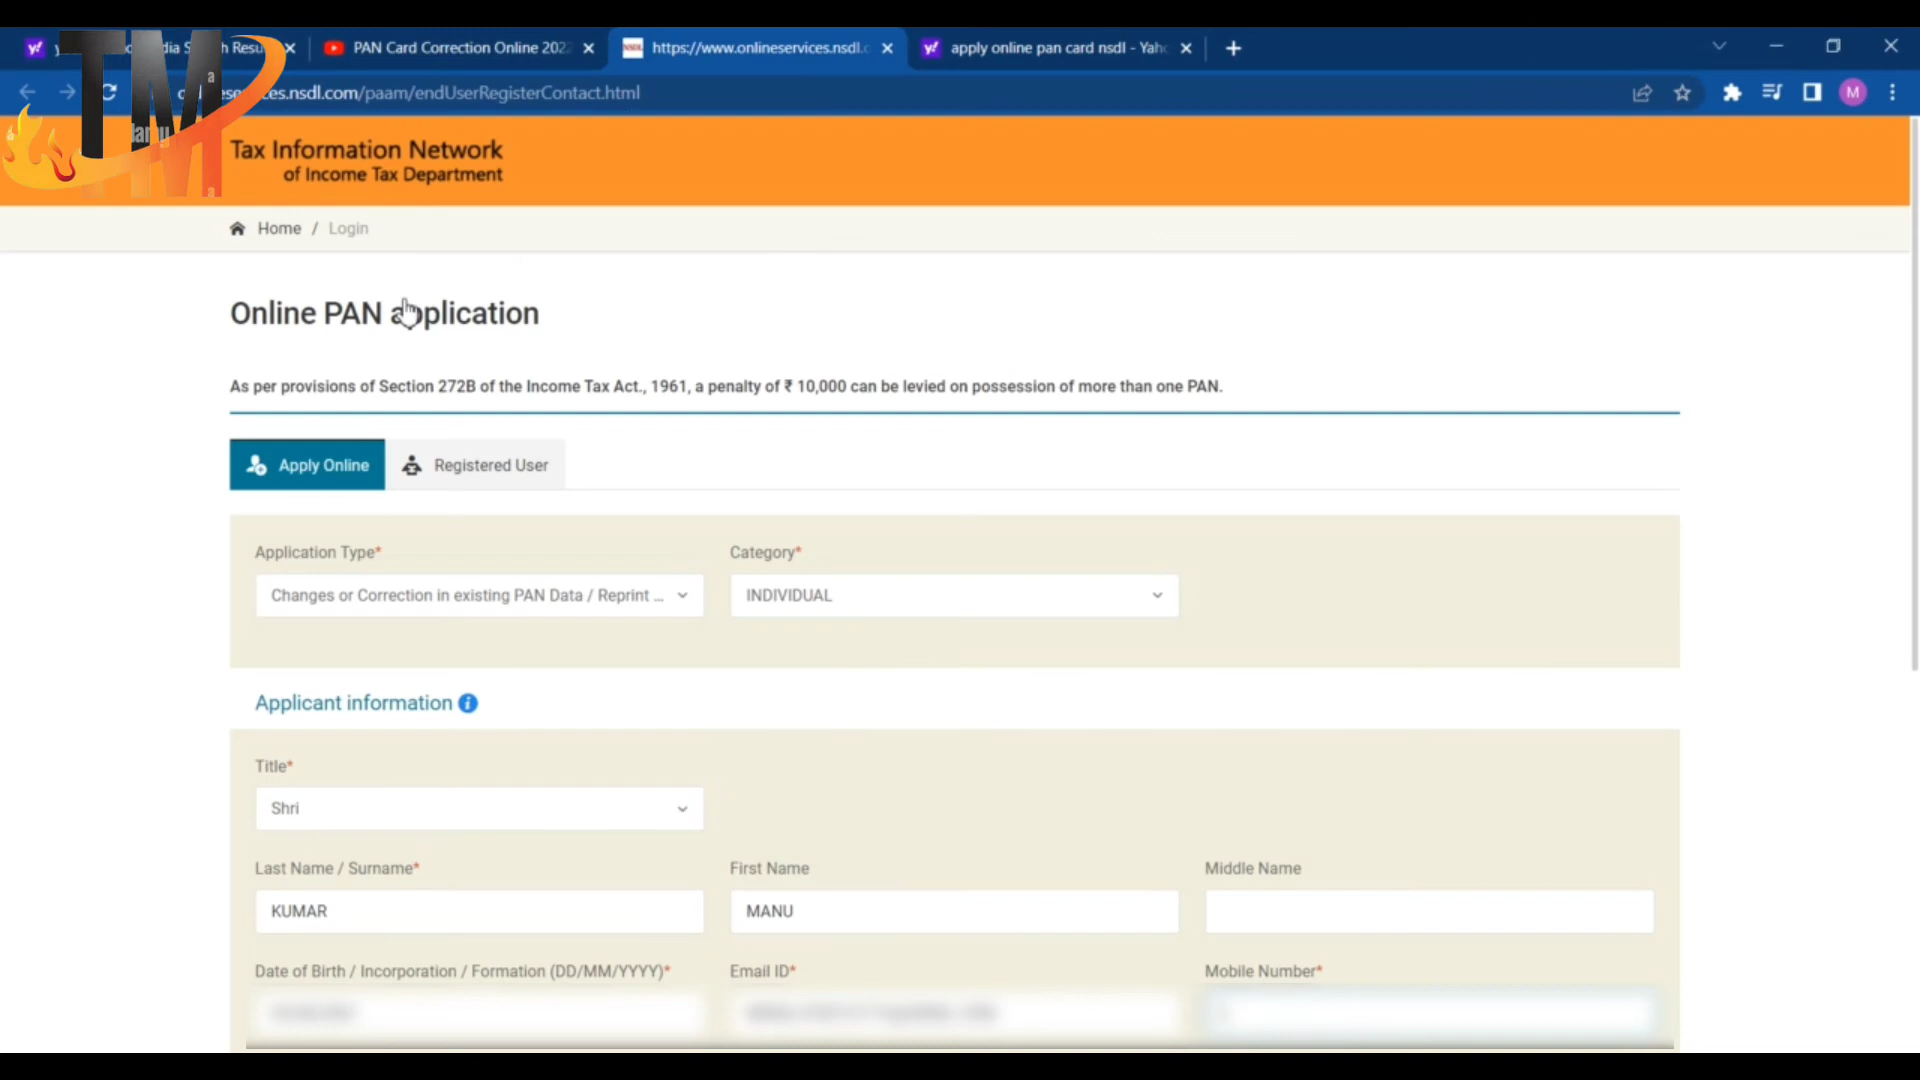 PAN Card Correction Online 202
https://www.onlineservices.nsdl.c
apply online pan card nsdl - Yah
es.nsdl.com/paam/endUserRegisterContact.html
M
TM
Tax Information Network
of Income Tax Department
Home / Login
Online PAN application
As per provisions of Section 272B of the Income Tax Act., 1961, a penalty of ₹ 10,000 can be levied on possession of more than one PAN.
Apply Online Registered User
Application Type* Category*
Changes or Correction in existing PAN Data / Reprint ... INDIVIDUAL
Applicant information
Title*
Shri
Last Name / Surname* First Name Middle Name
KUMAR MANU
Date of Birth / Incorporation / Formation (DD/MM/YYYY)* Email ID* Mobile Number*